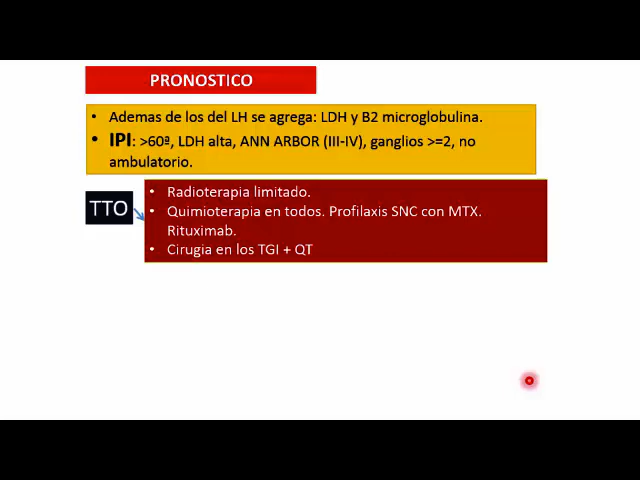 PRONOSTICO
• Ademas de los del LH se agrega: LDH y B2 microglobulina.
• IPI: >60ª, LDH alta, ANN ARBOR (III-IV), ganglios >=2, no
ambulatorio.
TTO
• Radioterapia limitado.
• Quimioterapia en todos. Profilaxis SNC con MTX.
Rituximab.
• Cirugia en los TGI + QT